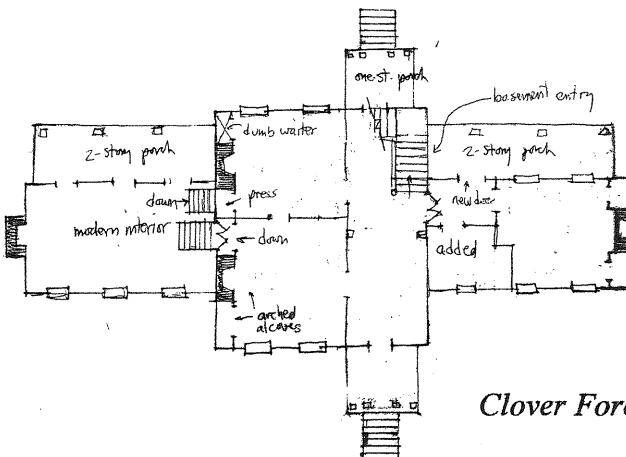 one-st. porch
basement entry
dumb waiter
2-story porch
2-story porch
down
press
new door
modern interior
down
added
arched
alcoves
Clover Fore